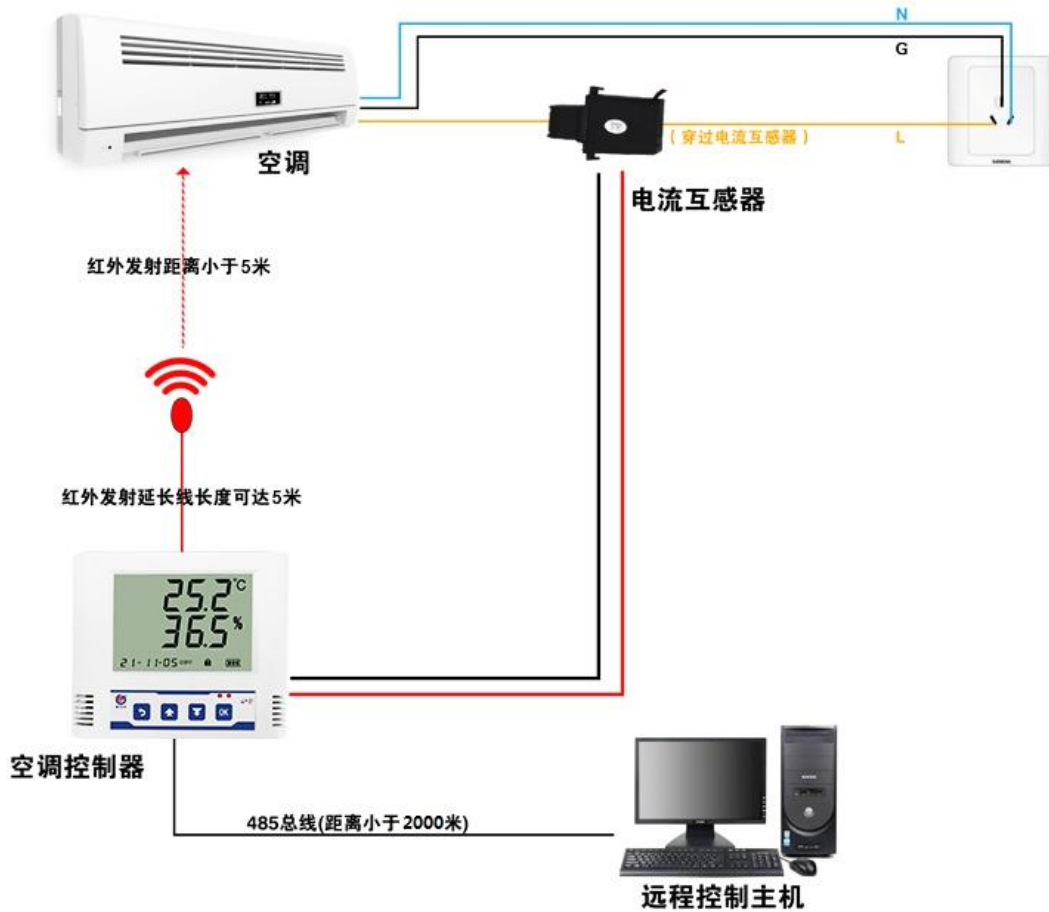 N
G
（穿过电流互感器）
L
空调
电流互感器
红外发射距离小于5米
红外发射延长线长度可达5米
25.2℃
36.5%
21-11-05
OK
空调控制器
485总线(距离小于2000米)
远程控制主机